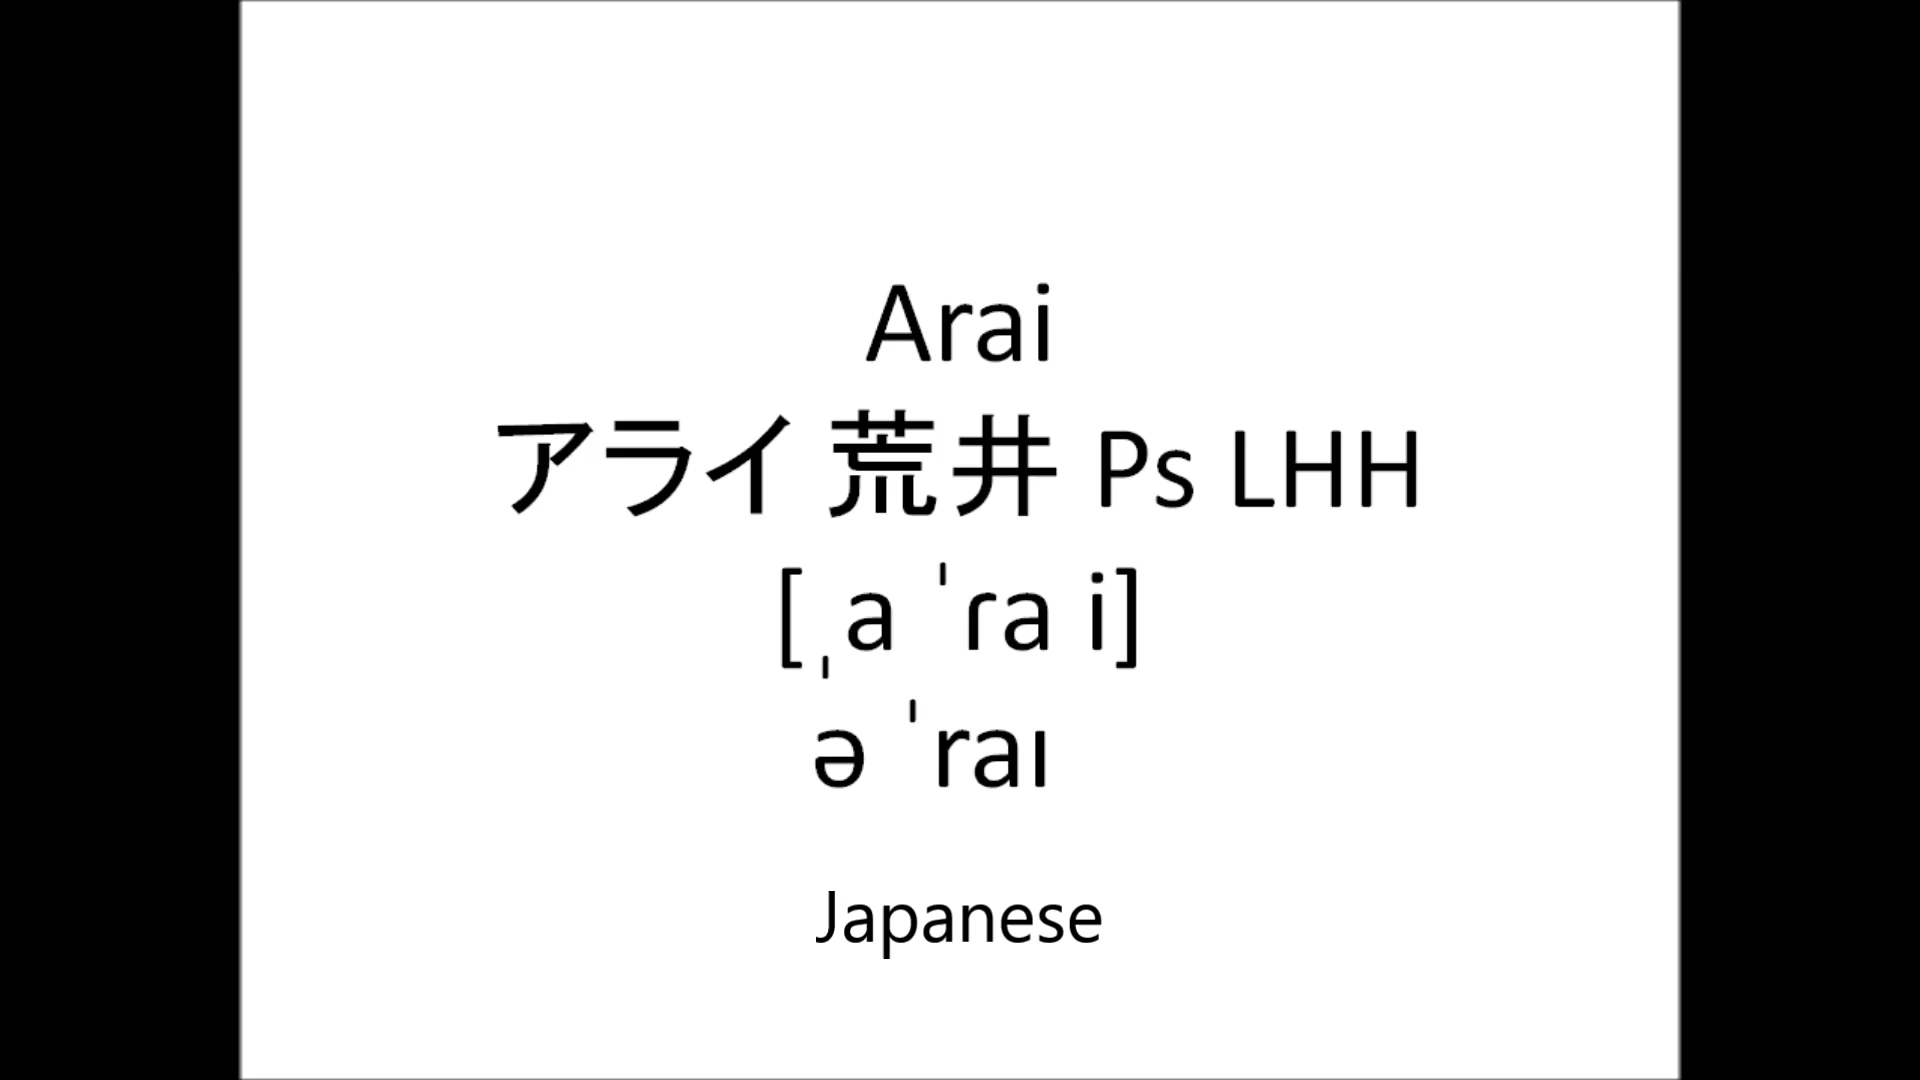 Arai
アライ 荒井 Ps LHH
[ˌa ˈɾa i]
ə ˈraɪ
Japanese